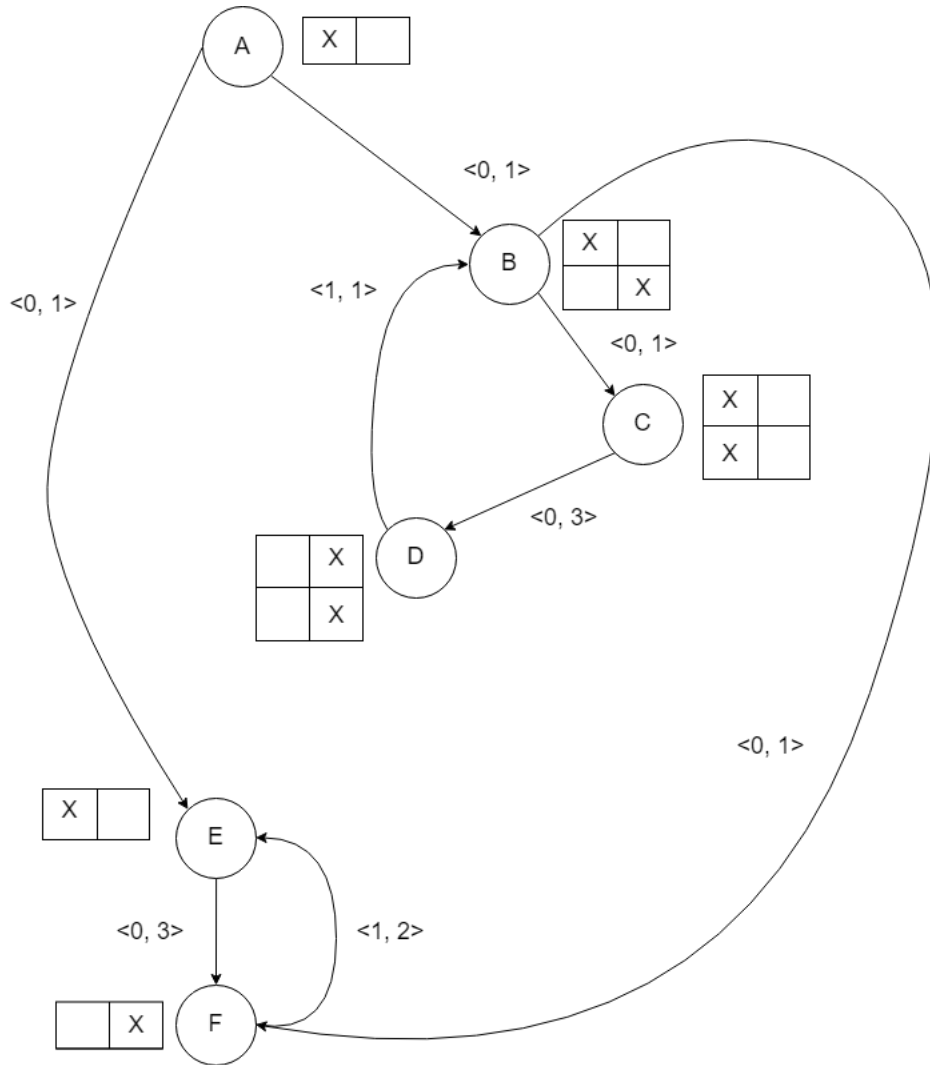 A
X
<0, 1>
<0, 1>
B
X
X
<1, 1>
<0, 1>
C
X
X
<0, 3>
D
X
X
<0, 1>
E
X
<0, 3>
<1, 2>
F
X